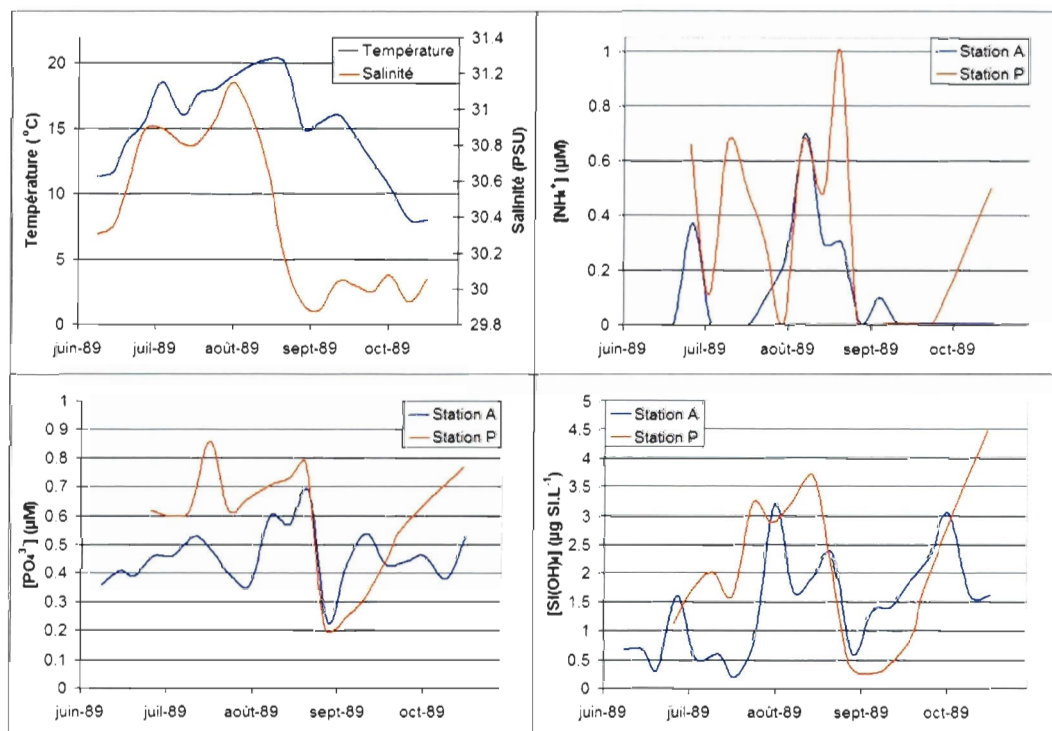 Température
Salinité
Température (°C)
20
15
10
5
0
Salinité (PSU)
31.4
31.2
31
30.8
30.6
30.4
30.2
30
29.8
juin-89 juil-89 août-89 sept-89 oct-89
Station A
Station P
[NH₄⁺] (µM)
1
0.8
0.6
0.4
0.2
0
juin-89 juil-89 août-89 sept-89 oct-89
Station A
Station P
[PO₄³] (µM)
1
0.9
0.8
0.7
0.6
0.5
0.4
0.3
0.2
0.1
0
juin-89 juil-89 août-89 sept-89 oct-89
Station A
Station P
[Si(OH)₄] (µg SI.L⁻¹)
5
4.5
4
3.5
3
2.5
2
1.5
1
0.5
0
juin-89 juil-89 août-89 sept-89 oct-89